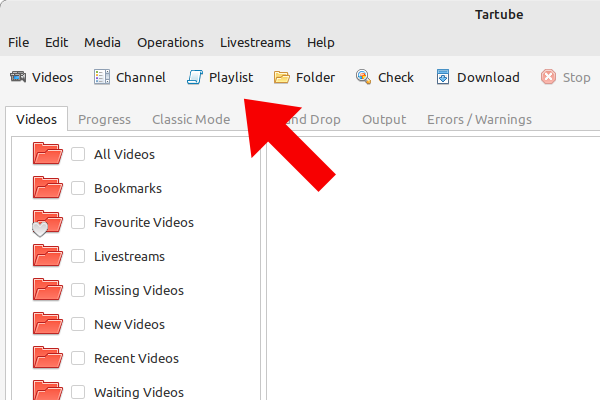 Tartube
File Edit Media Operations Livestreams Help
Videos Channel Playlist Folder Check Download Stop
Videos Progress Classic Mode nd Drop Output Errors / Warnings
All Videos
Bookmarks
Favourite Videos
Livestreams
Missing Videos
New Videos
Recent Videos
Waiting Videos